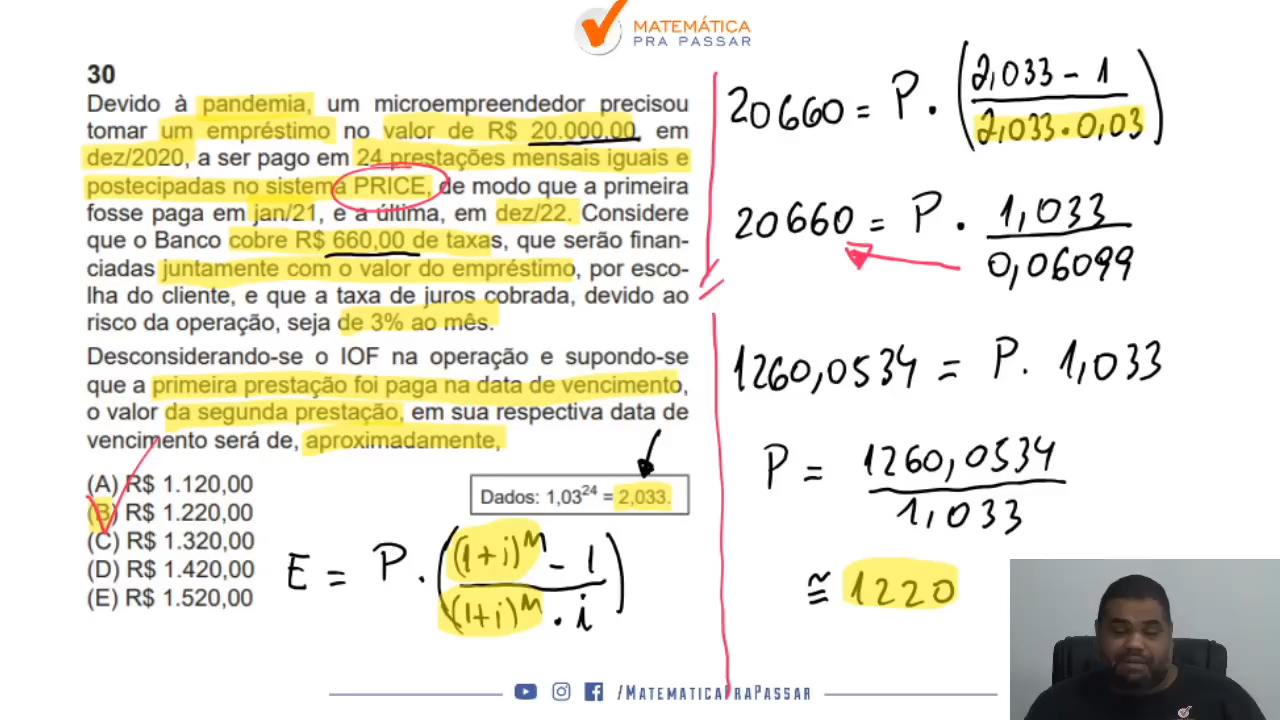 MATEMÁTICA
PRA PASSAR
30
Devido à pandemia, um microempreendedor precisou
tomar um empréstimo no valor de R$ 20.000,00, em
dez/2020, a ser pago em 24 prestações mensais iguais e
postecipadas no sistema PRICE, de modo que a primeira
fosse paga em jan/21, e a última, em dez/22. Considere
que o Banco cobre R$ 660,00 de taxas, que serão finan-
ciadas juntamente com o valor do empréstimo, por esco-
lha do cliente, e que a taxa de juros cobrada, devido ao
risco da operação, seja de 3% ao mês.
Desconsiderando-se o IOF na operação e supondo-se
que a primeira prestação foi paga na data de vencimento,
o valor da segunda prestação, em sua respectiva data de
vencimento será de, aproximadamente,
(A) R$ 1.120,00
(B) R$ 1.220,00
(C) R$ 1.320,00
(D) R$ 1.420,00
(E) R$ 1.520,00
Dados: 1,03²⁴ = 2,033.
E = P · ( (1+i)ⁿ - 1 / (1+i)ⁿ · i )
20660 = P · ( 2,033 - 1 / 2,033 · 0,03 )
20660 = P · 1,033 / 0,06099
1260,0534 = P · 1,033
P = 1260,0534 / 1,033
≅ 1220
/MatematicaPraPassar